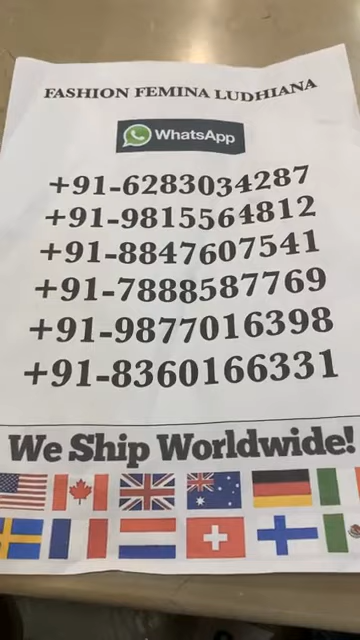 FASHION FEMINA LUDHIANA
WhatsApp
+91-6283034287
+91-9815564812
+91-8847607541
+91-7888587769
+91-9877016398
+91-8360166331
We Ship Worldwide!